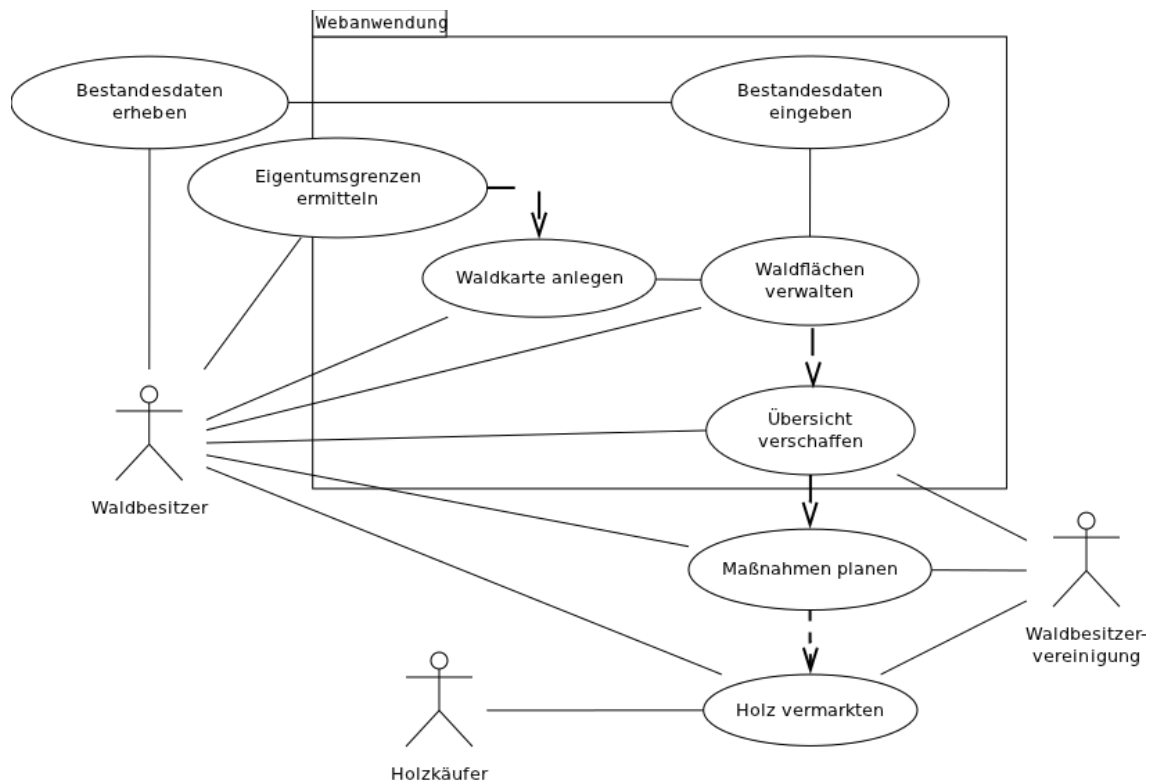 Webanwendung
Bestandesdaten
erheben
Bestandesdaten
eingeben
Eigentumsgrenzen
ermitteln
Waldkarte anlegen
Waldflächen
verwalten
Übersicht
verschaffen
Waldbesitzer
Maßnahmen planen
Waldbesitzer-
vereinigung
Holz vermarkten
Holzkäufer